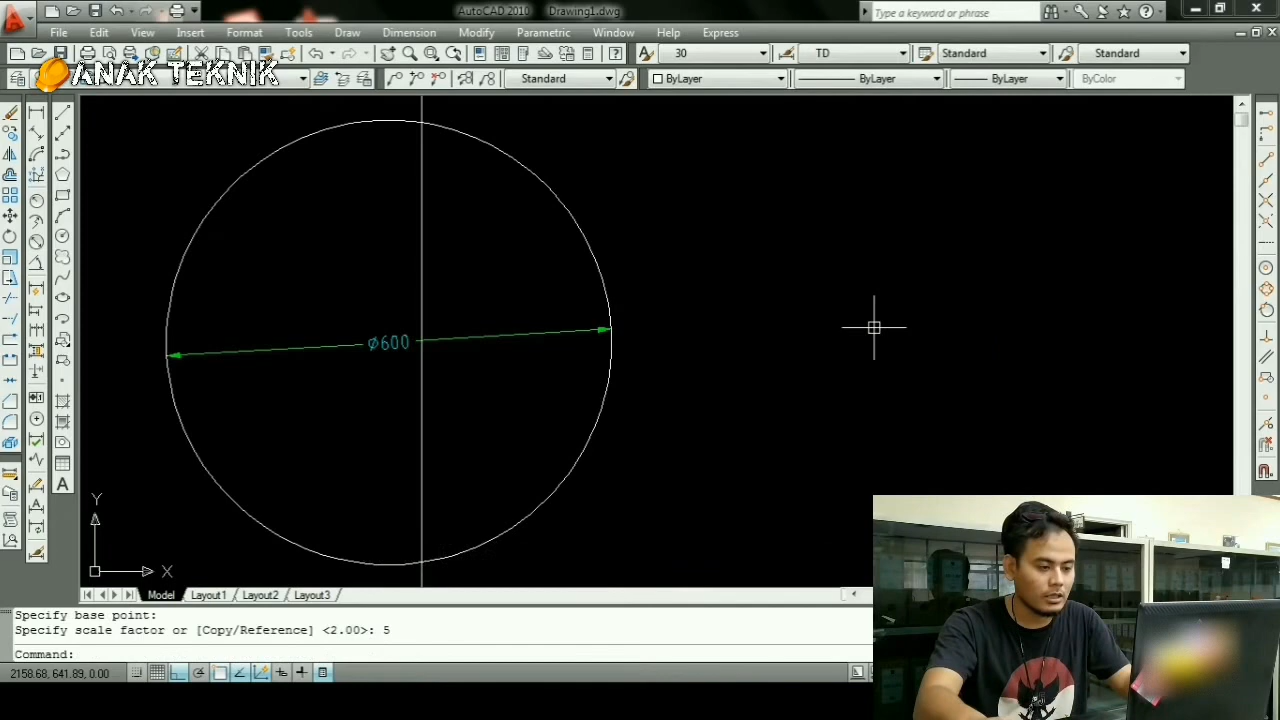 AutoCAD 2010 Drawing1.dwg
Type a keyword or phrase
File Edit View Insert Format Tools Draw Dimension Modify Parametric Window Help Express
30 TD Standard Standard
ANAK TEKNIK
Standard ByLayer ByLayer ByLayer ByColor
Ø600
Y
X
Model Layout1 Layout2 Layout3
Specify base point:
Specify scale factor or [Copy/Reference] <2.00>: 5
Command:
2158.68, 641.89, 0.00